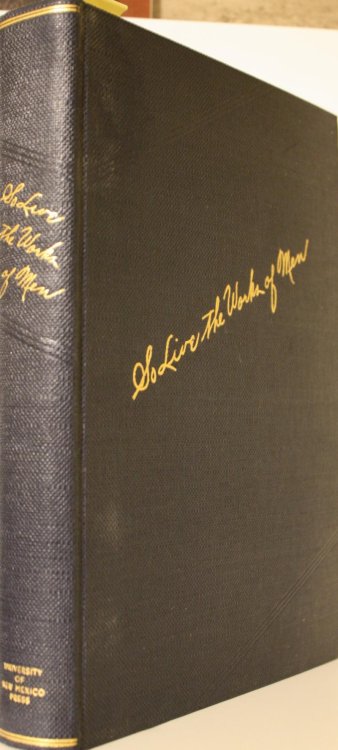 So Live
the Works
of Men
UNIVERSITY
OF
NEW MEXICO
PRESS
So Live the Works of Men